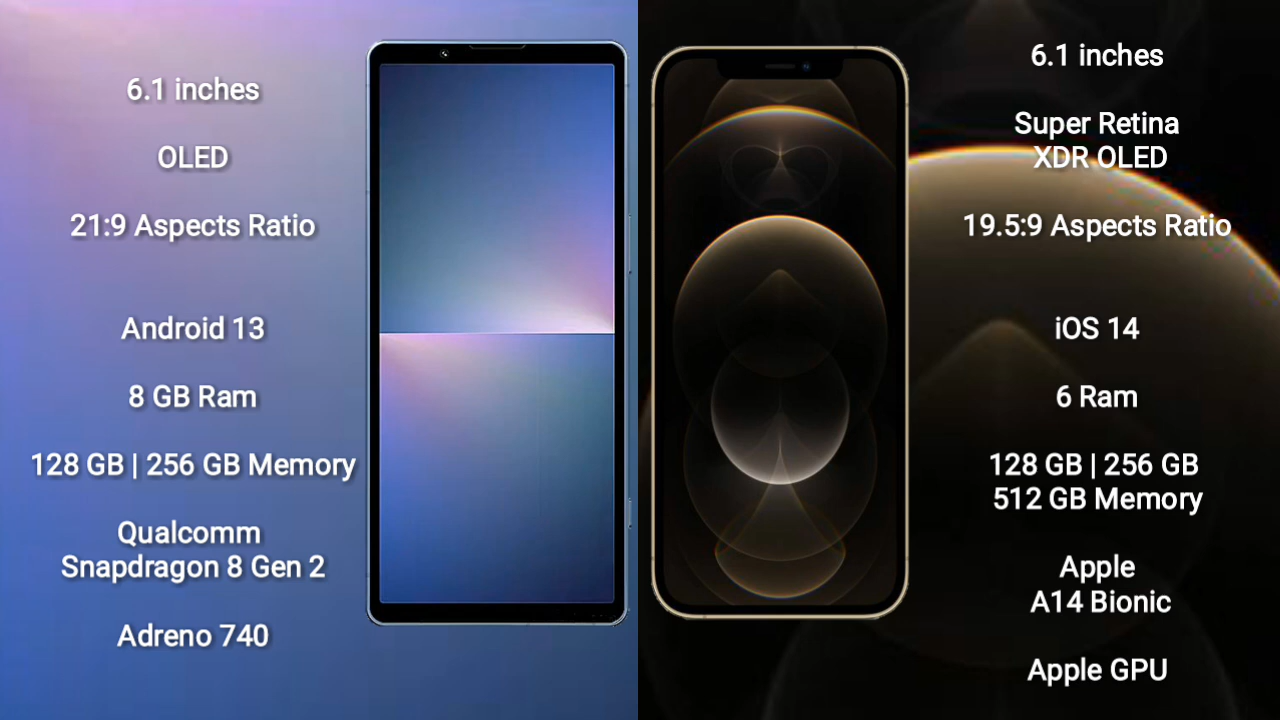 6.1 inches
OLED
21:9 Aspects Ratio
Android 13
8 GB Ram
128 GB | 256 GB Memory
Qualcomm
Snapdragon 8 Gen 2
Adreno 740
6.1 inches
Super Retina
XDR OLED
19.5:9 Aspects Ratio
iOS 14
6 Ram
128 GB | 256 GB
512 GB Memory
Apple
A14 Bionic
Apple GPU